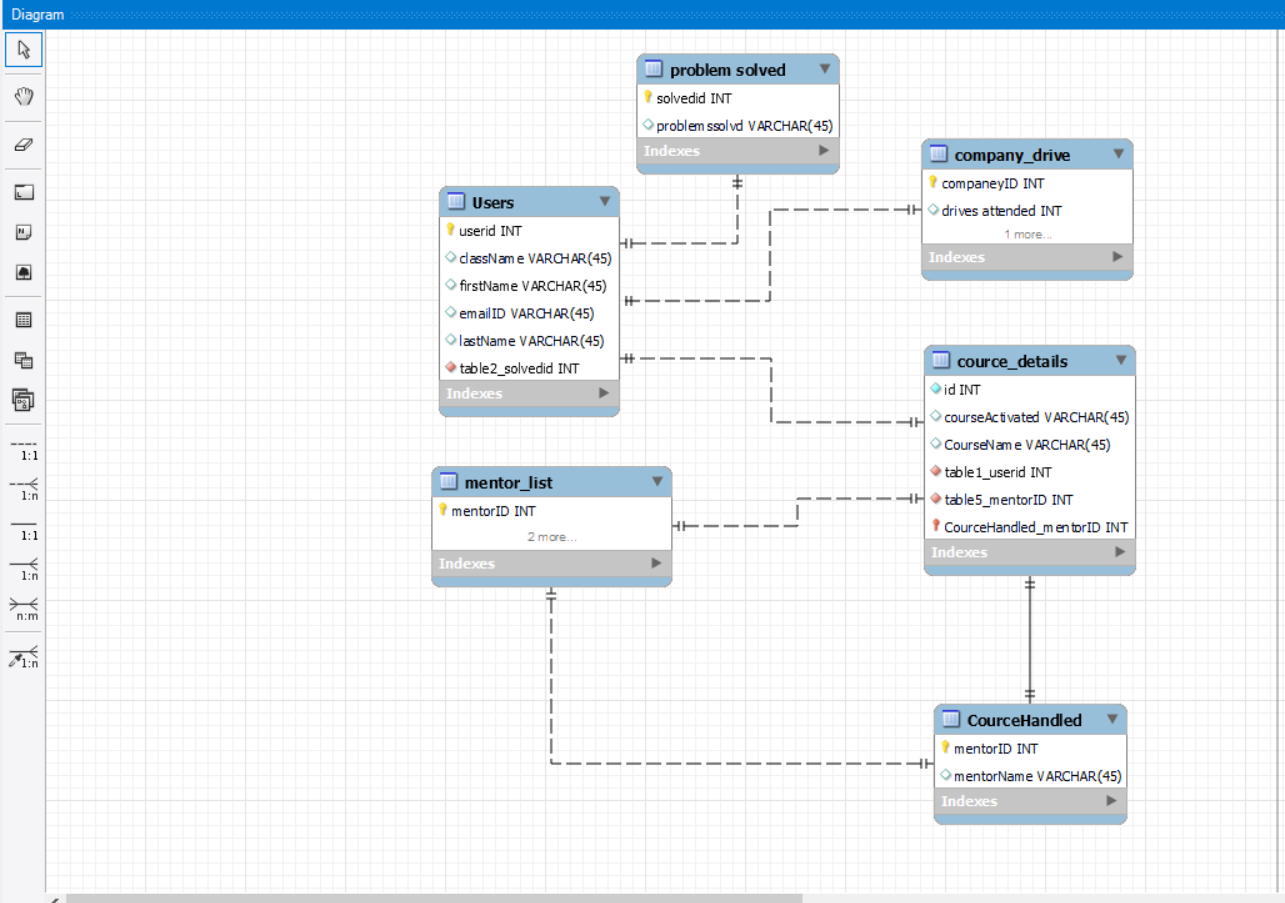 Diagram
problem solved
solvedid INT
problemssolvd VARCHAR(45)
Indexes
company_drive
companeyID INT
drives attended INT
1 more...
Indexes
Users
userid INT
className VARCHAR(45)
firstName VARCHAR(45)
emailID VARCHAR(45)
lastName VARCHAR(45)
table2_solvedid INT
Indexes
cource_details
id INT
courseActivated VARCHAR(45)
CourseName VARCHAR(45)
table1_userid INT
table5_mentorID INT
CourceHandled_mentorID INT
Indexes
mentor_list
mentorID INT
2 more...
Indexes
CourceHandled
mentorID INT
mentorName VARCHAR(45)
Indexes
1:1
1:n
1:1
1:n
n:m
1:n